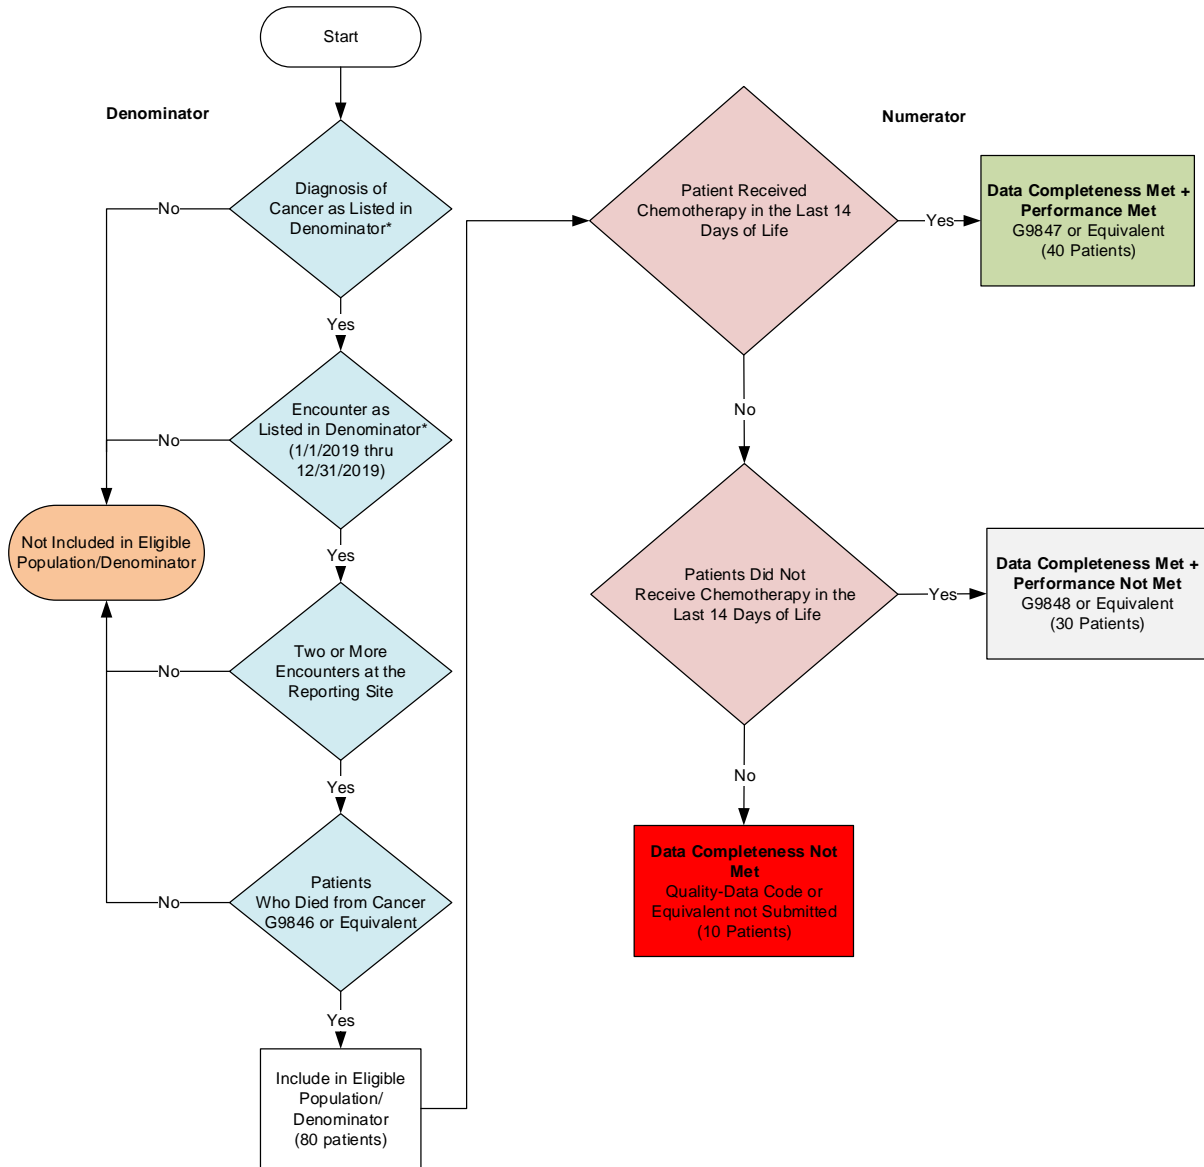 Start
Denominator
Diagnosis of
Cancer as Listed in
Denominator*
No
Yes
Encounter as
Listed in Denominator*
(1/1/2019 thru
12/31/2019)
No
Yes
Not Included in Eligible
Population/Denominator
Two or More
Encounters at the
Reporting Site
No
Yes
Patients
Who Died from Cancer
G9846 or Equivalent
No
Yes
Include in Eligible
Population/
Denominator
(80 patients)
Numerator
Patient Received
Chemotherapy in the Last 14
Days of Life
Yes
Data Completeness Met +
Performance Met
G9847 or Equivalent
(40 Patients)
No
Patients Did Not
Receive Chemotherapy in the
Last 14 Days of Life
Yes
Data Completeness Met +
Performance Not Met
G9848 or Equivalent
(30 Patients)
No
Data Completeness Not
Met
Quality-Data Code or
Equivalent not Submitted
(10 Patients)